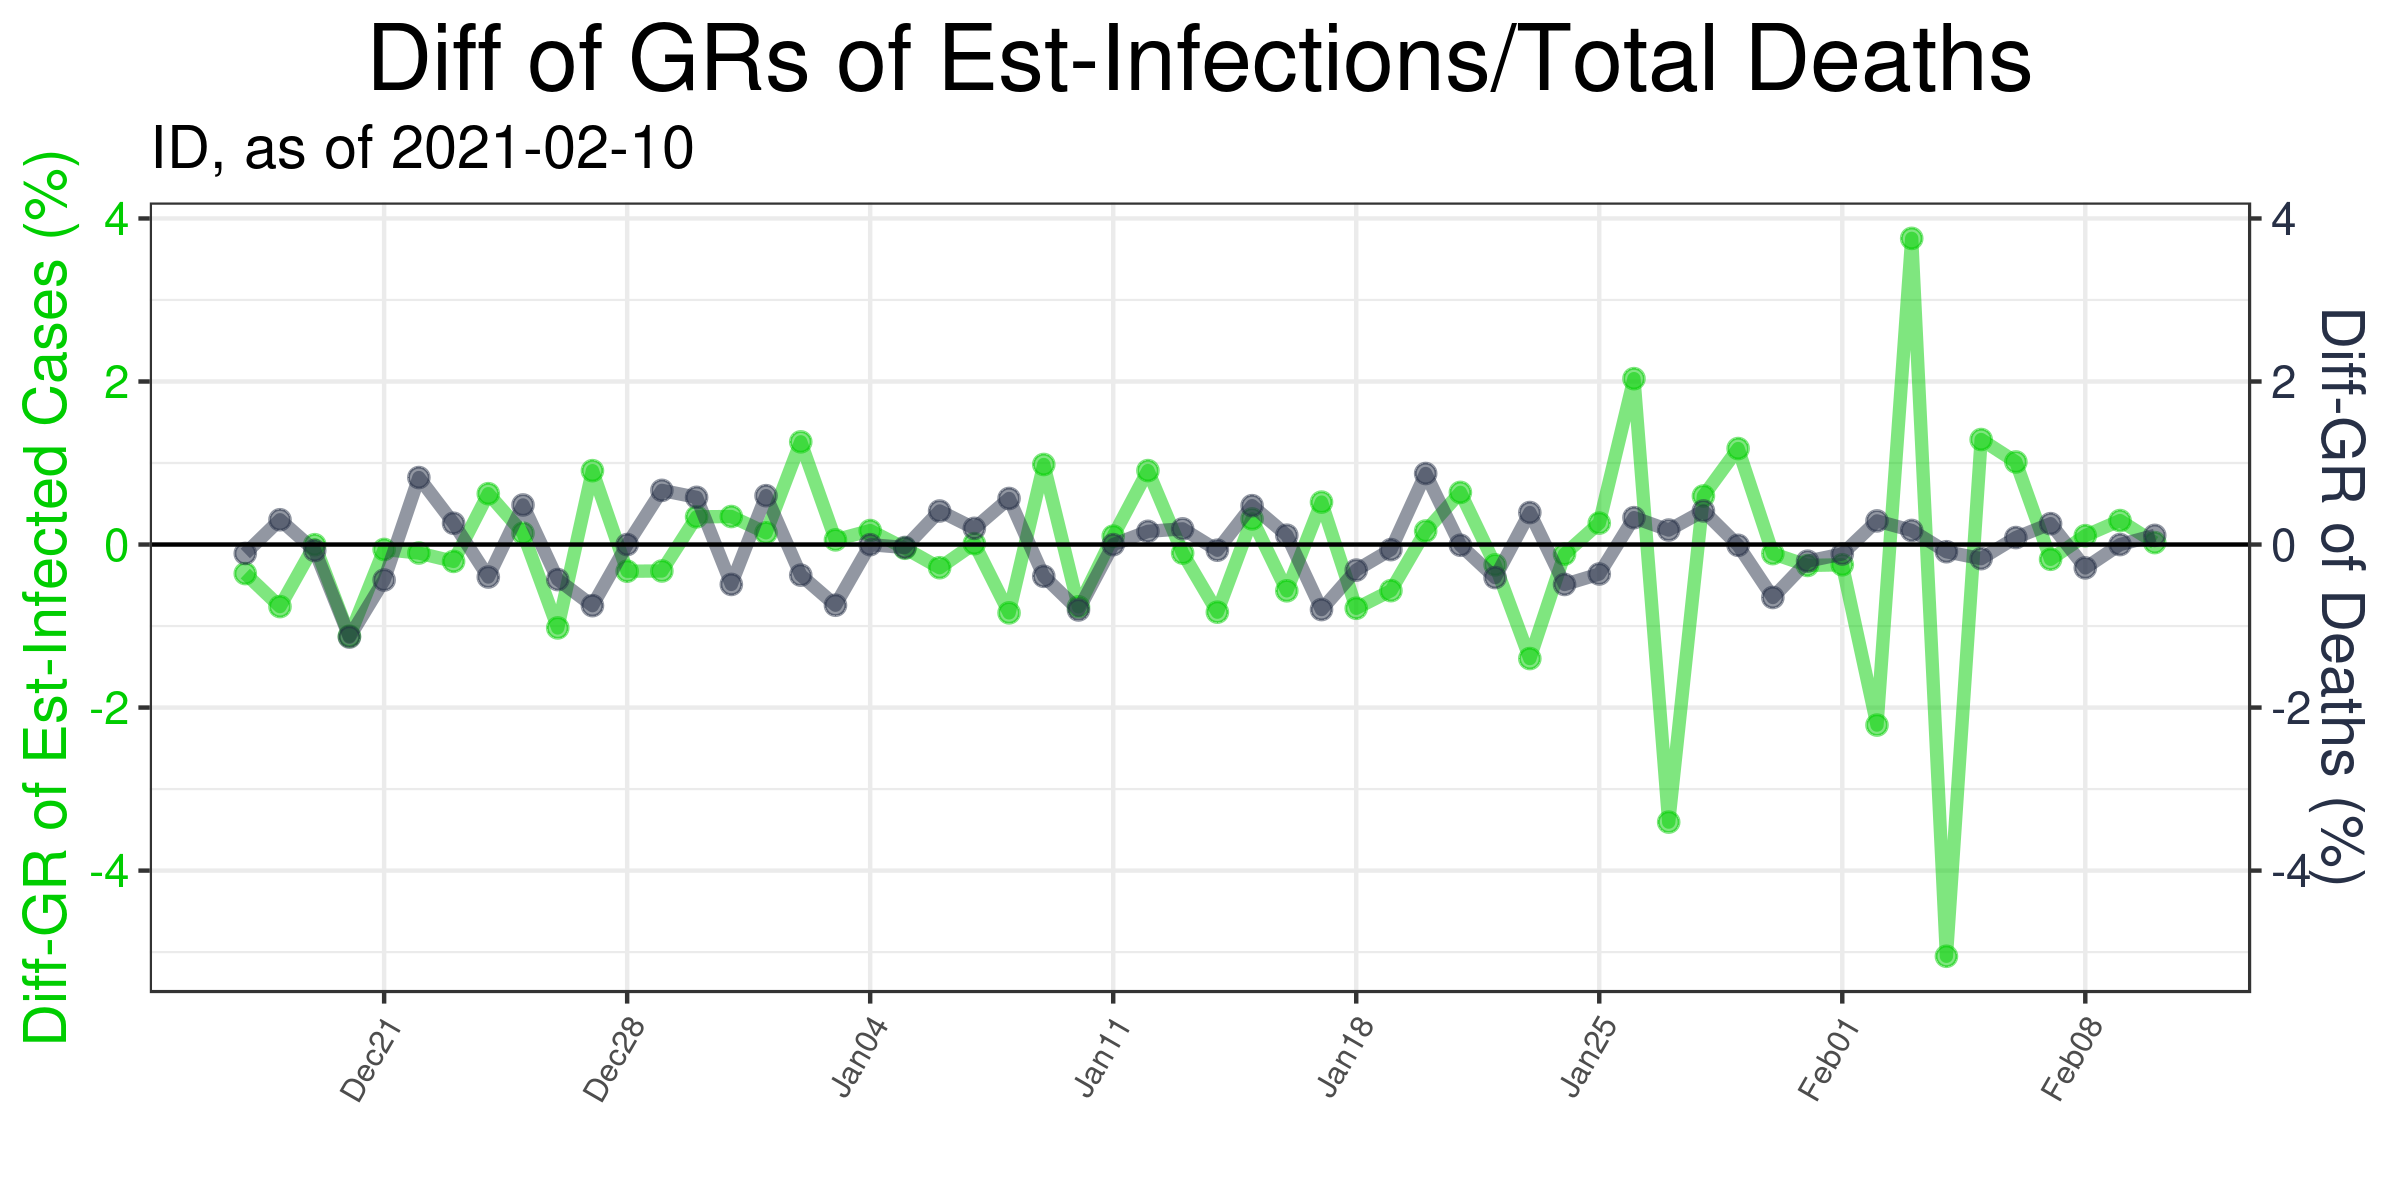 Diff of GRs of Est-Infections/Total Deaths
ID, as of 2021-02-10
Diff-GR of Est-Infected Cases (%)
4
2
0
-2
-4
4
2
0
-2
-4
Diff-GR of Deaths (%)
Dec21
Dec28
Jan04
Jan11
Jan18
Jan25
Feb01
Feb08